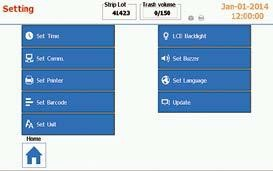 Setting
Strip Lot
41423
Trash volume
0/150
Jan-01-2014
12:00:00
Set Time
LCD Backlight
Set Comm.
Set Buzzer
Set Printer
Set Language
Set Barcode
Update
Set Unit
Home